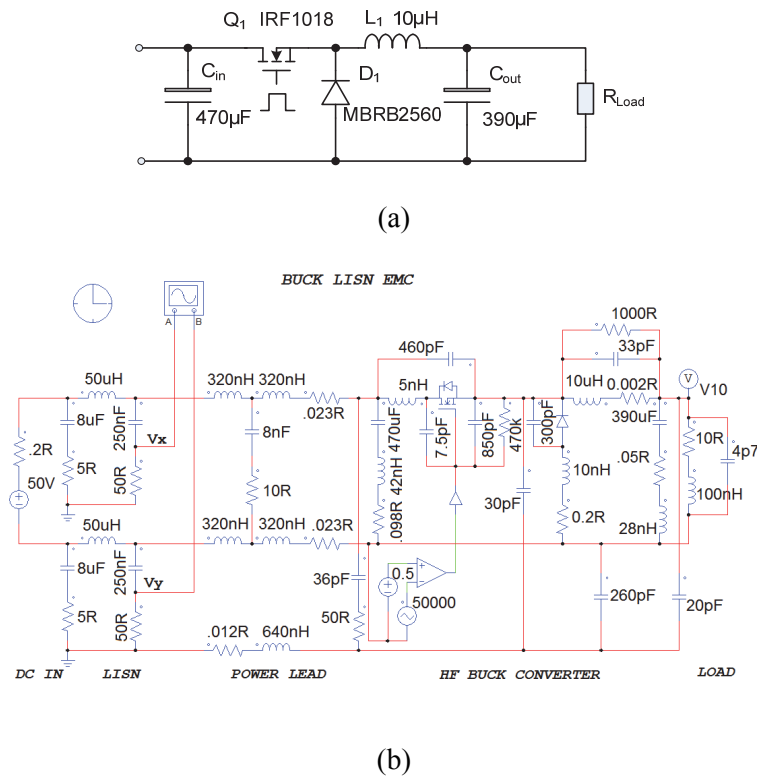 Q1 IRF1018
L1 10µH
Cin
470µF
D1
MBRB2560
Cout
390µF
RLoad
(a)
BUCK LISN EMC
A B
1000R
33pF
460pF
50uH
320nH 320nH
.023R
5nH
10uH 0.002R
V
V10
8uF
250nF
Vx
8nF
470uF
7.5pF
850pF
470k
300pF
390uF
10R
4p7
.2R
5R
50R
10R
42nH
10nH
.05R
100nH
50V
.098R
30pF
0.2R
28nH
50uH
320nH 320nH
.023R
8uF
250nF
Vy
36pF
0.5
50000
260pF
20pF
5R
50R
50R
.012R
640nH
DC IN
LISN
POWER LEAD
HF BUCK CONVERTER
LOAD
(b)